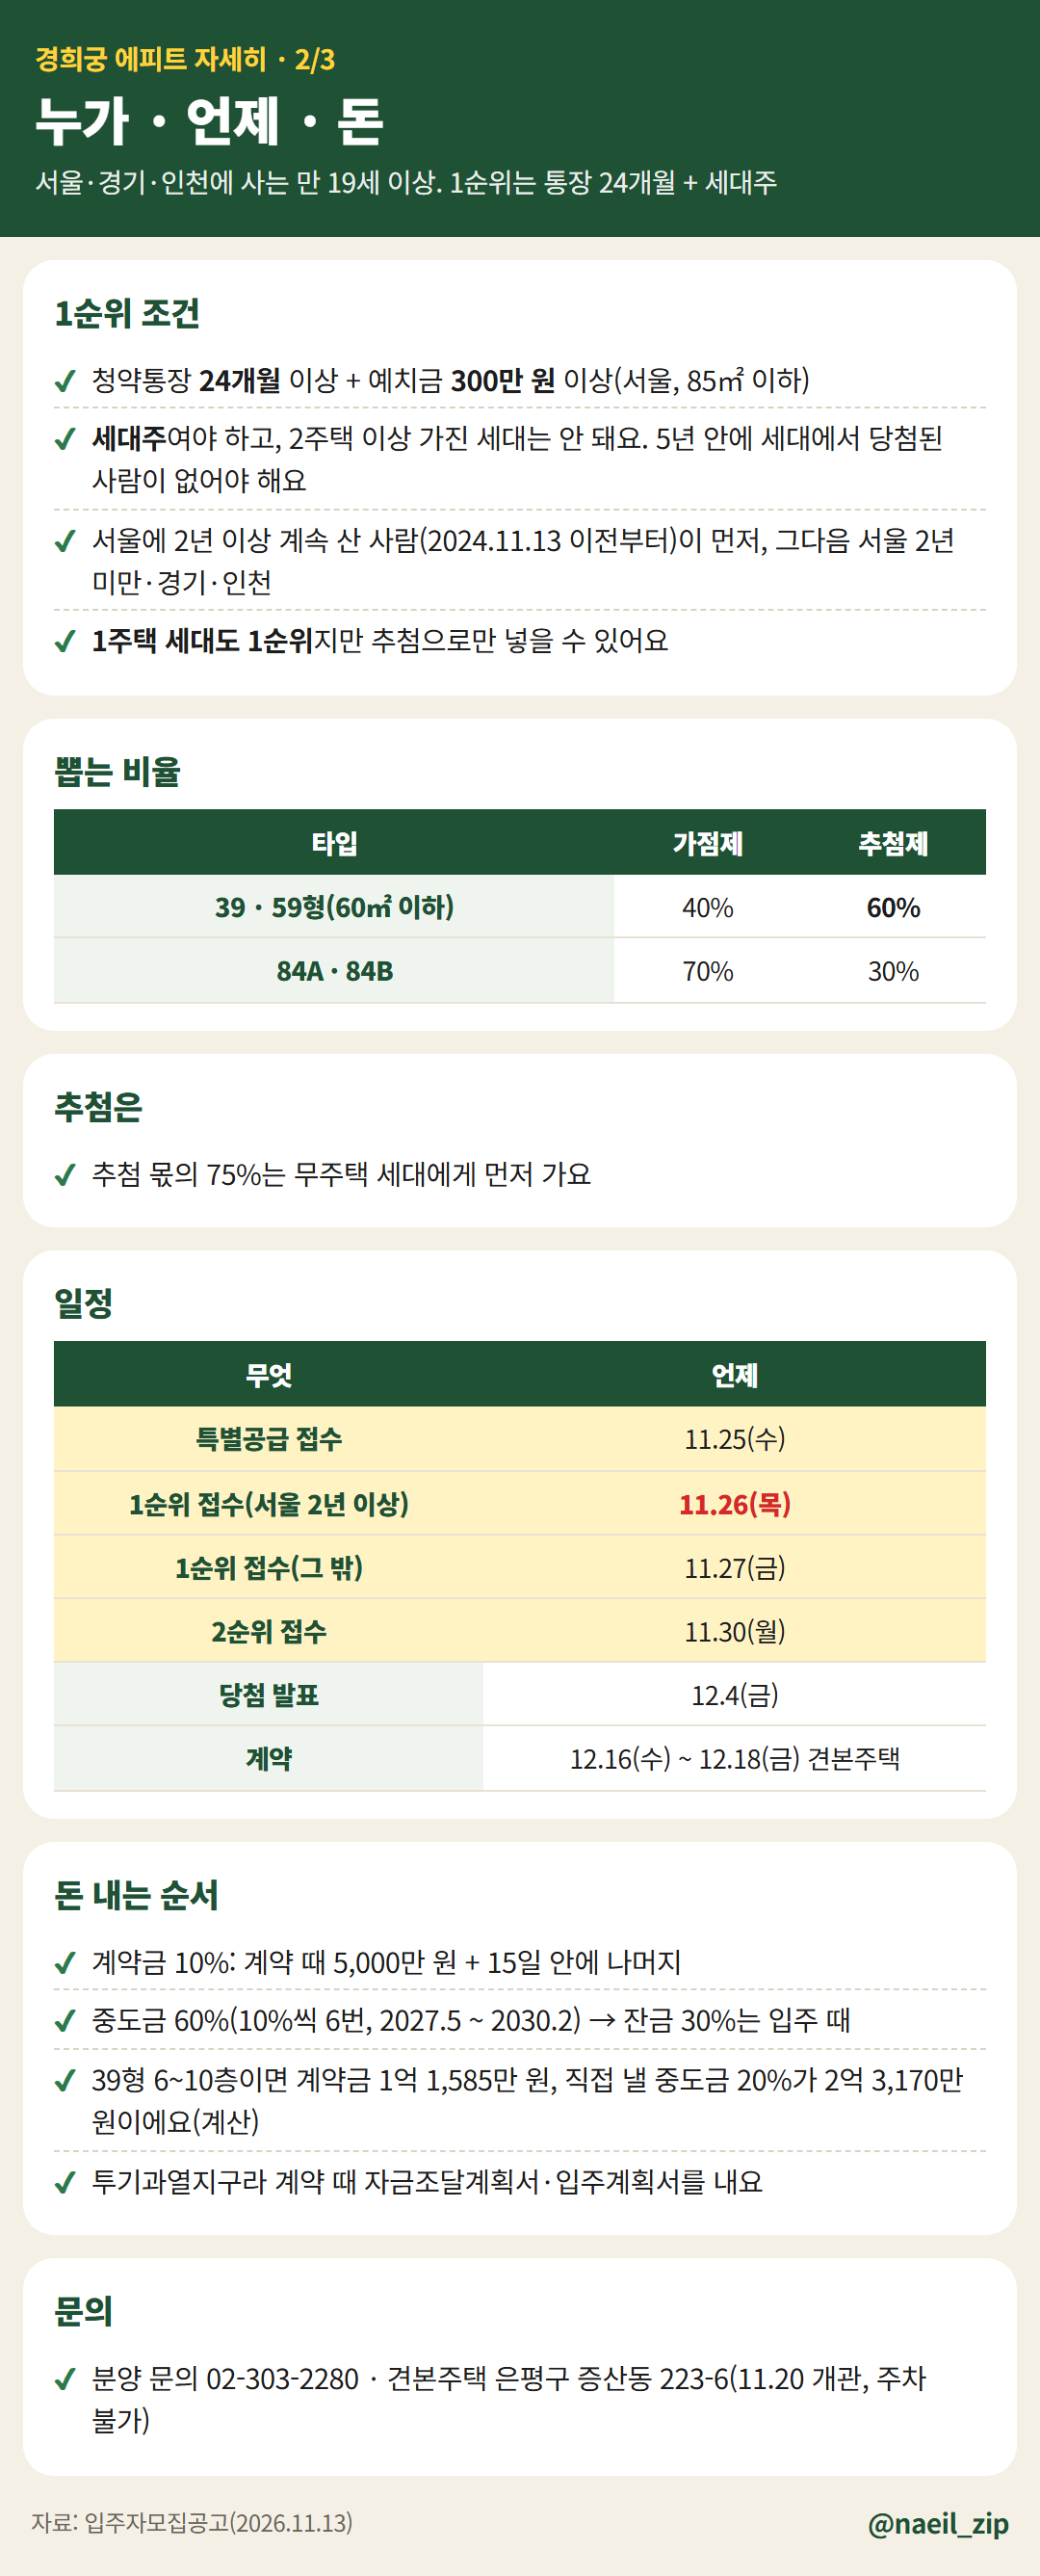 경희궁 에피트 자세히 · 2/3
누가 · 언제 · 돈
서울·경기·인천에 사는 만 19세 이상. 1순위는 통장 24개월 + 세대주
1순위 조건
✔ 청약통장 24개월 이상 + 예치금 300만 원 이상(서울, 85㎡ 이하)
✔ 세대주여야 하고, 2주택 이상 가진 세대는 안 돼요. 5년 안에 세대에서 당첨된
사람이 없어야 해요
✔ 서울에 2년 이상 계속 산 사람(2024.11.13 이전부터)이 먼저, 그다음 서울 2년
미만·경기·인천
✔ 1주택 세대도 1순위지만 추첨으로만 넣을 수 있어요
뽑는 비율
타입 가점제 추첨제
39 · 59형(60㎡ 이하) 40% 60%
84A · 84B 70% 30%
추첨은
✔ 추첨 몫의 75%는 무주택 세대에게 먼저 가요
일정
무엇 언제
특별공급 접수 11.25(수)
1순위 접수(서울 2년 이상) 11.26(목)
1순위 접수(그 밖) 11.27(금)
2순위 접수 11.30(월)
당첨 발표 12.4(금)
계약 12.16(수) ~ 12.18(금) 견본주택
돈 내는 순서
✔ 계약금 10%: 계약 때 5,000만 원 + 15일 안에 나머지
✔ 중도금 60%(10%씩 6번, 2027.5 ~ 2030.2) → 잔금 30%는 입주 때
✔ 39형 6~10층이면 계약금 1억 1,585만 원, 직접 낼 중도금 20%가 2억 3,170만
원이에요(계산)
✔ 투기과열지구라 계약 때 자금조달계획서·입주계획서를 내요
문의
✔ 분양 문의 02-303-2280 · 견본주택 은평구 증산동 223-6(11.20 개관, 주차
불가)
자료: 입주자모집공고(2026.11.13)
@naeil_zip